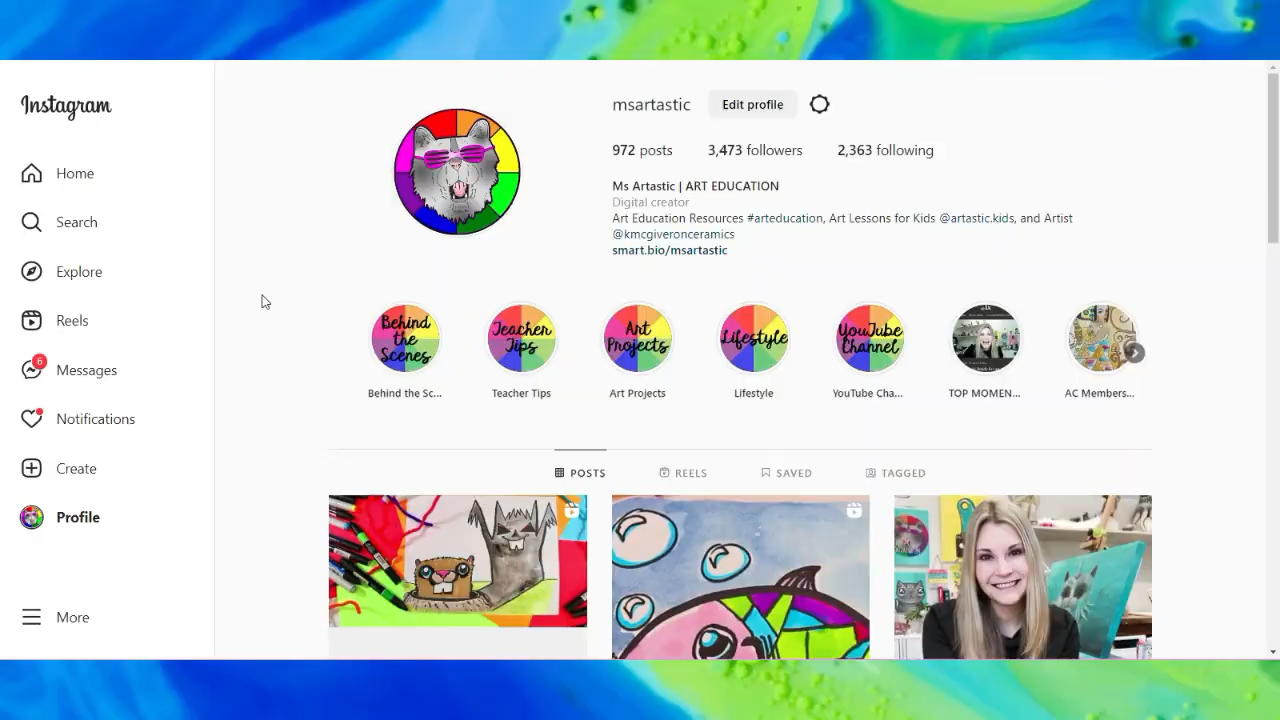 Instagram
Home
Search
Explore
Reels
6
Messages
Notifications
Create
Profile
More
msartastic
Edit profile
972 posts
3,473 followers
2,363 following
Ms Artastic | ART EDUCATION
Digital creator
Art Education Resources #arteducation, Art Lessons for Kids @artastic.kids, and Artist
@kmcgiveronceramics
smart.bio/msartastic
Behind
the
Scenes
Teacher
Tips
Art
Projects
Lifestyle
YouTube
Channel
Behind the Sc...
Teacher Tips
Art Projects
Lifestyle
YouTube Cha...
TOP MOMEN...
AC Members...
POSTS
REELS
SAVED
TAGGED